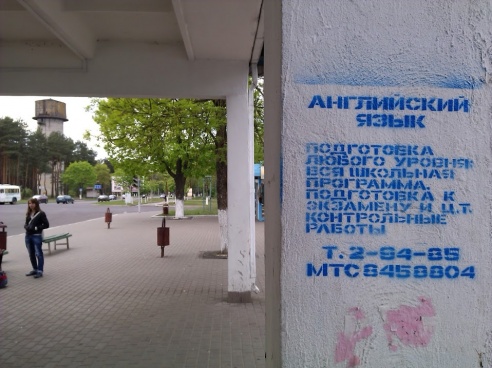 АНГЛИЙСКИЙ
ЯЗЫК
ПОДГОТОВКА
ЛЮБОГО УРОВНЯ:
ВСЯ ШКОЛЬНАЯ
ПРОГРАММА,
ПОДГОТОВКА К
ЭКЗАМЕНУ И Ц.Т.
КОНТРОЛЬНЫЕ
РАБОТЫ
Т. 2-94-85
МТС 8458804